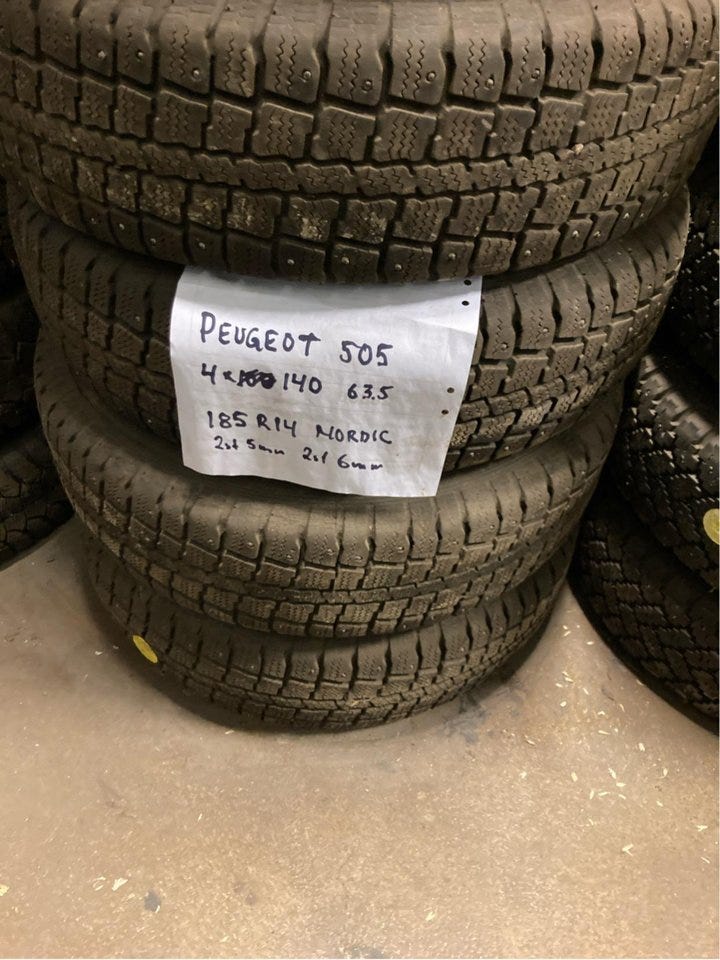 PEUGEOT 505
4x 140 63.5
185 R14 NORDIC
2st 5mm 2st 6mm